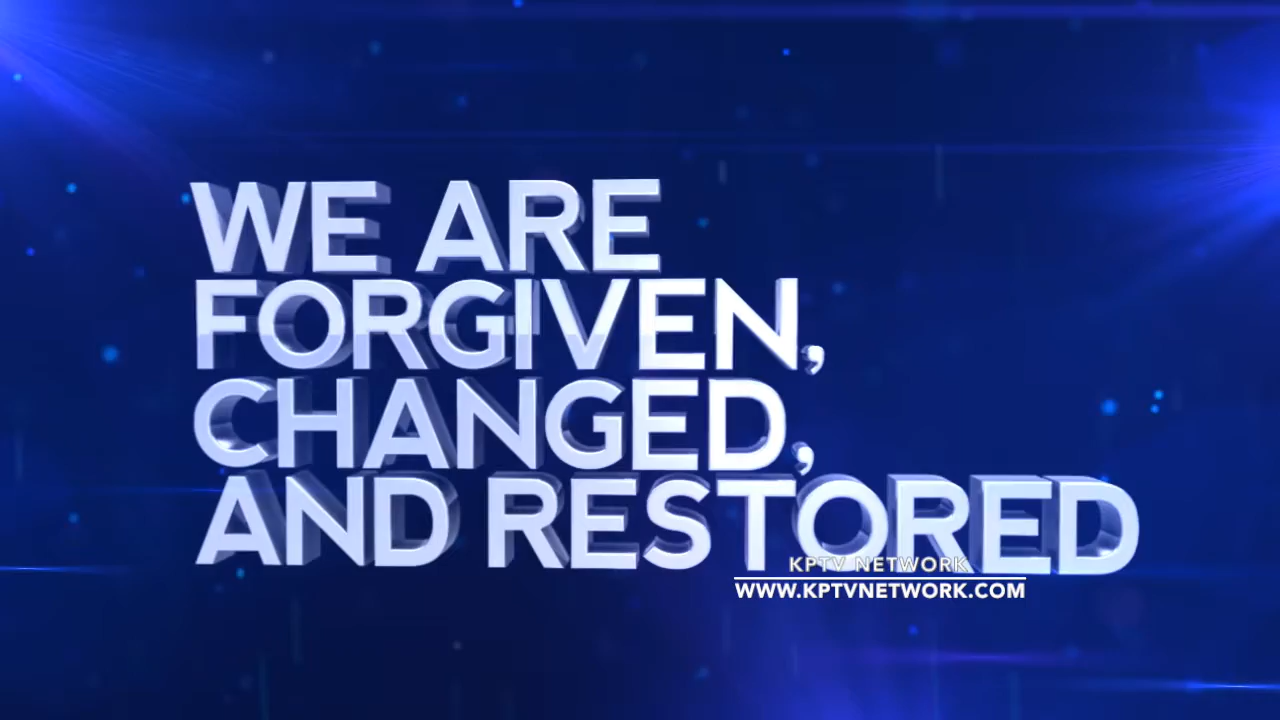 WE ARE
FORGIVEN,
CHANGED,
AND RESTORED
KPTV NETWORK
WWW.KPTVNETWORK.COM